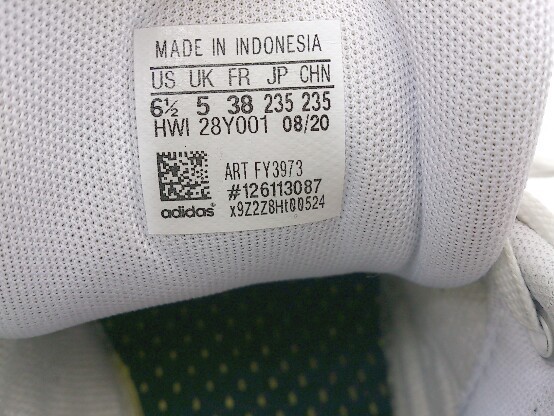 MADE IN INDONESIA
US UK FR JP CHN
6½ 5 38 235 235
HWI 28Y001 08/20
ART FY3973
#126113087
adidas® x9Z2Z8Ht00524